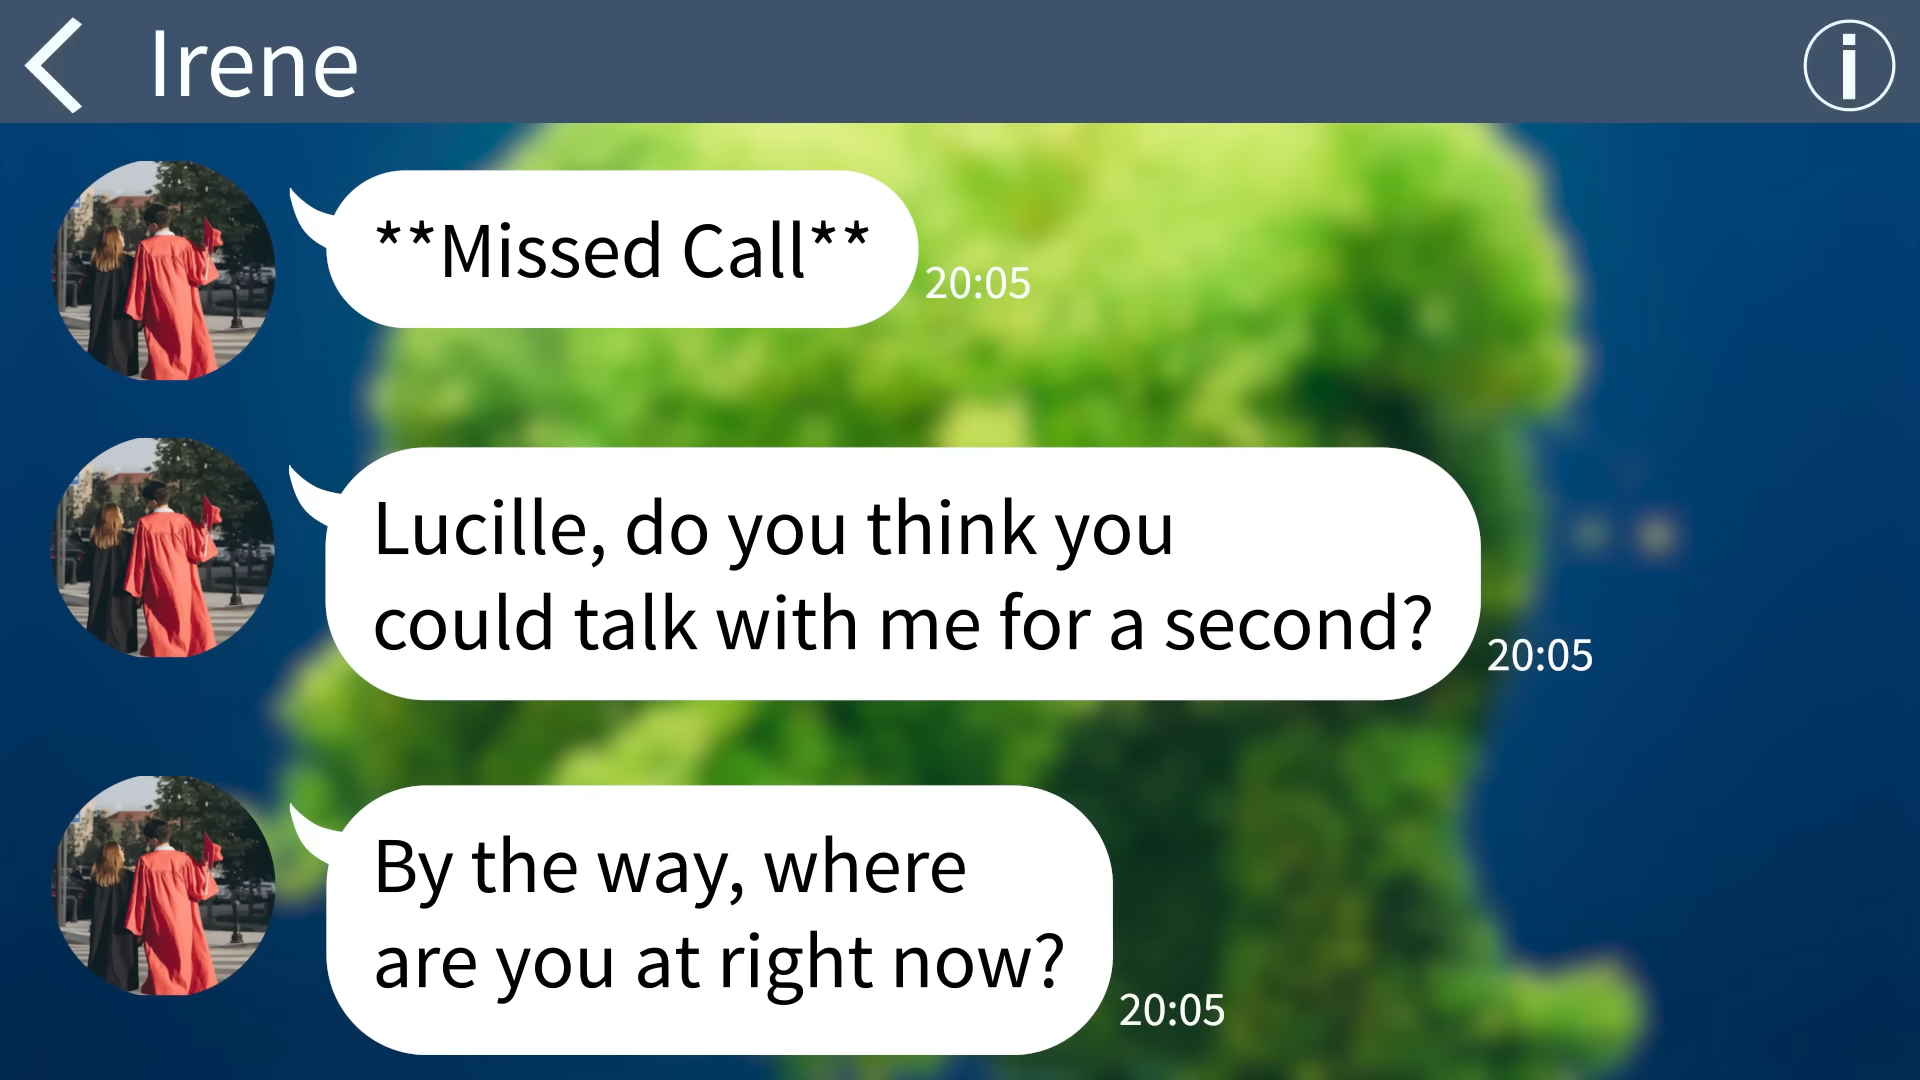 Irene
i
**Missed Call**
20:05
Lucille, do you think you
could talk with me for a second?
20:05
By the way, where
are you at right now?
20:05